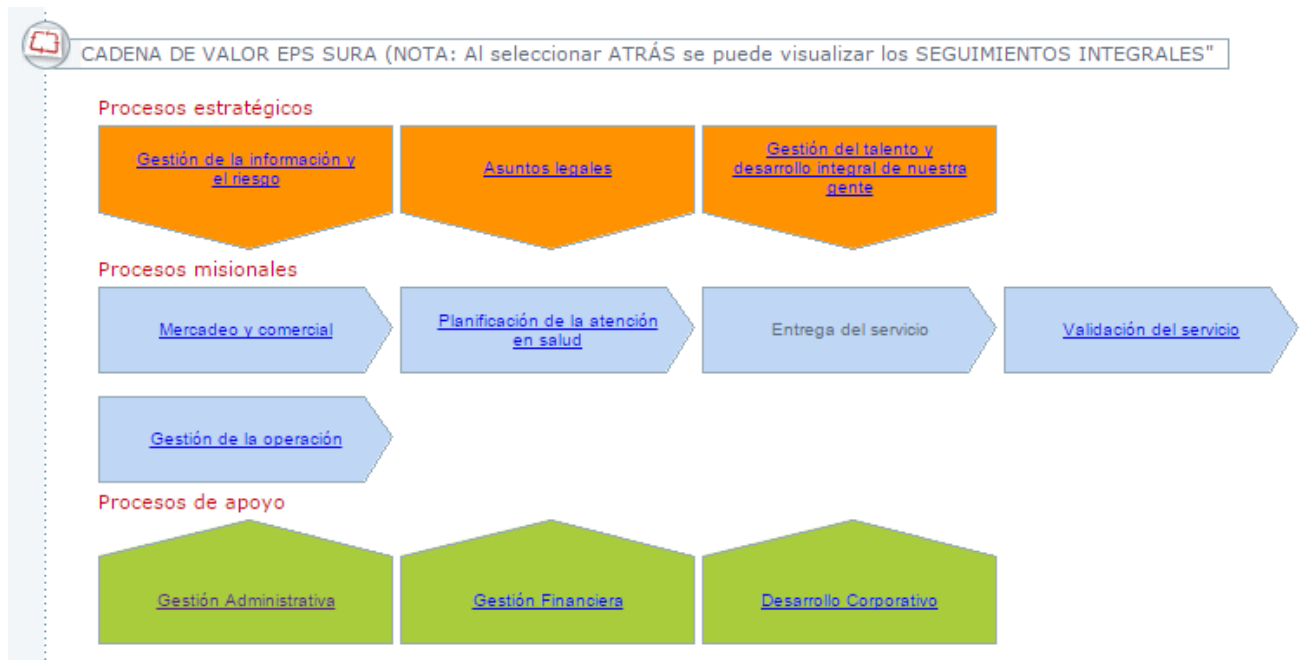 CADENA DE VALOR EPS SURA (NOTA: Al seleccionar ATRÁS se puede visualizar los SEGUIMIENTOS INTEGRALES"
Procesos estratégicos
Gestión de la información y
el riesgo
Asuntos legales
Gestión del talento y
desarrollo integral de nuestra
gente
Procesos misionales
Mercadeo y comercial
Planificación de la atención
en salud
Entrega del servicio
Validación del servicio
Gestión de la operación
Procesos de apoyo
Gestión Administrativa
Gestión Financiera
Desarrollo Corporativo